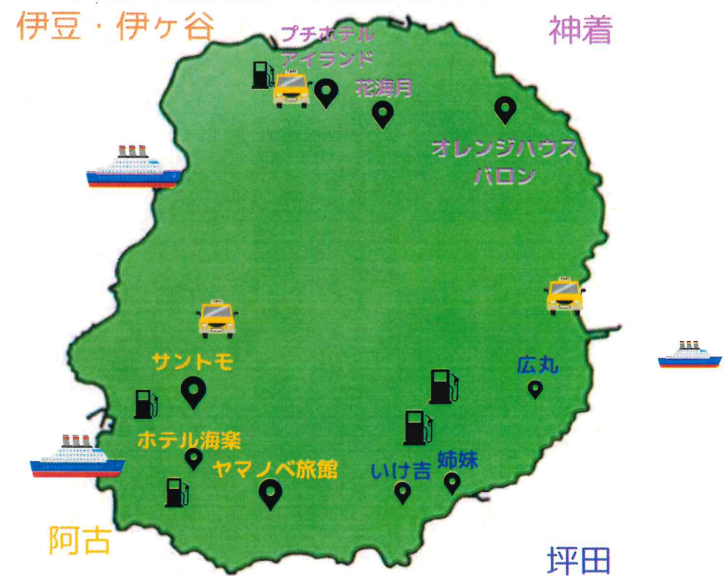 伊豆・伊ヶ谷
神着
プチホテル
アイランド
花海月
オレンジハウス
バロン
サントモ
広丸
ホテル海楽
ヤマノベ旅館
いけ吉
姉妹
阿古
坪田